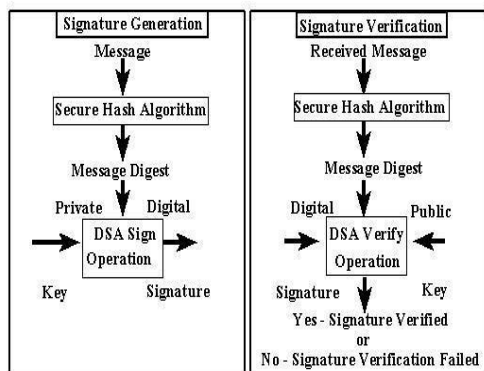 Signature Generation
Message
Secure Hash Algorithm
Message Digest
Private Digital
DSA Sign
Operation
Key Signature
Signature Verification
Received Message
Secure Hash Algorithm
Message Digest
Digital Public
DSA Verify
Operation
Signature Key
Yes - Signature Verified
or
No - Signature Verification Failed